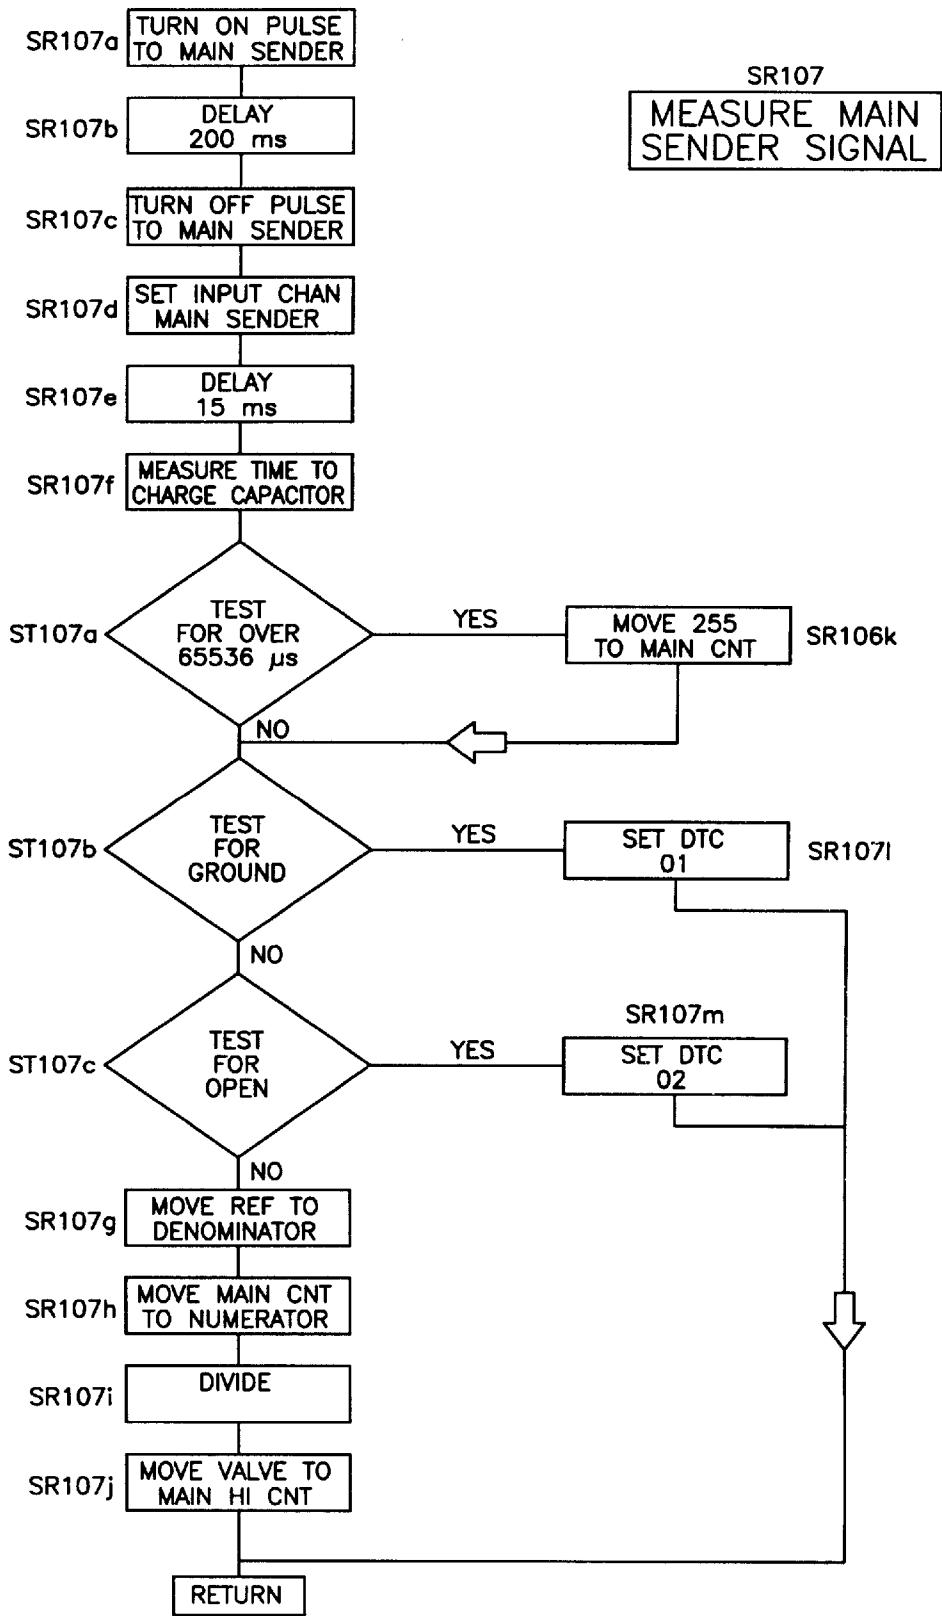 SR107a
TURN ON PULSE
TO MAIN SENDER
SR107
MEASURE MAIN
SENDER SIGNAL
SR107b
DELAY
200 ms
SR107c
TURN OFF PULSE
TO MAIN SENDER
SR107d
SET INPUT CHAN
MAIN SENDER
SR107e
DELAY
15 ms
SR107f
MEASURE TIME TO
CHARGE CAPACITOR
ST107a
TEST
FOR OVER
65536 µs
YES
MOVE 255
TO MAIN CNT
SR106k
NO
ST107b
TEST
FOR
GROUND
YES
SET DTC
01
SR107l
NO
ST107c
TEST
FOR
OPEN
YES
SR107m
SET DTC
02
NO
SR107g
MOVE REF TO
DENOMINATOR
SR107h
MOVE MAIN CNT
TO NUMERATOR
SR107i
DIVIDE
SR107j
MOVE VALVE TO
MAIN HI CNT
RETURN